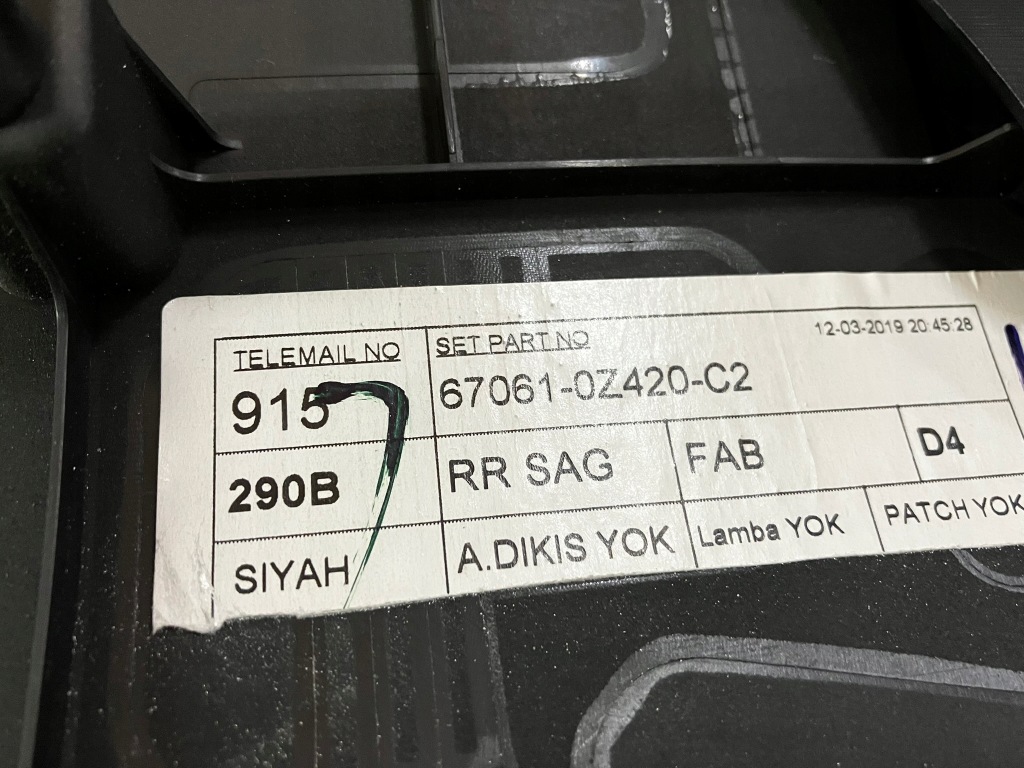 12-03-2019 20:45:28
TELEMAIL NO
SET PART NO
915
67061-0Z420-C2
290B
RR SAG
FAB
D4
SIYAH
A.DIKIS YOK
Lamba YOK
PATCH YOK